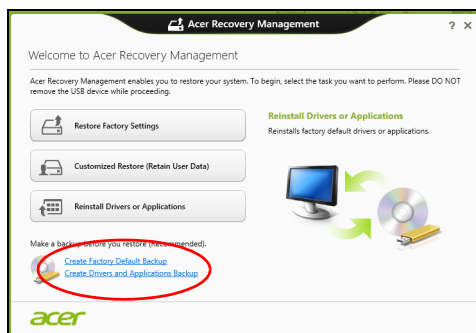 Acer Recovery Management
? X
Welcome to Acer Recovery Management
Acer Recovery Management enables you to restore your system. To begin, select the task you want to perform. Please DO NOT
remove the USB device while proceeding.
Restore Factory Settings
Customized Restore (Retain User Data)
Reinstall Drivers or Applications
Reinstall Drivers or Applications
Reinstalls factory default drivers or applications.
Make a backup before you restore (Recommended).
Create Factory Default Backup
Create Drivers and Applications Backup
acer